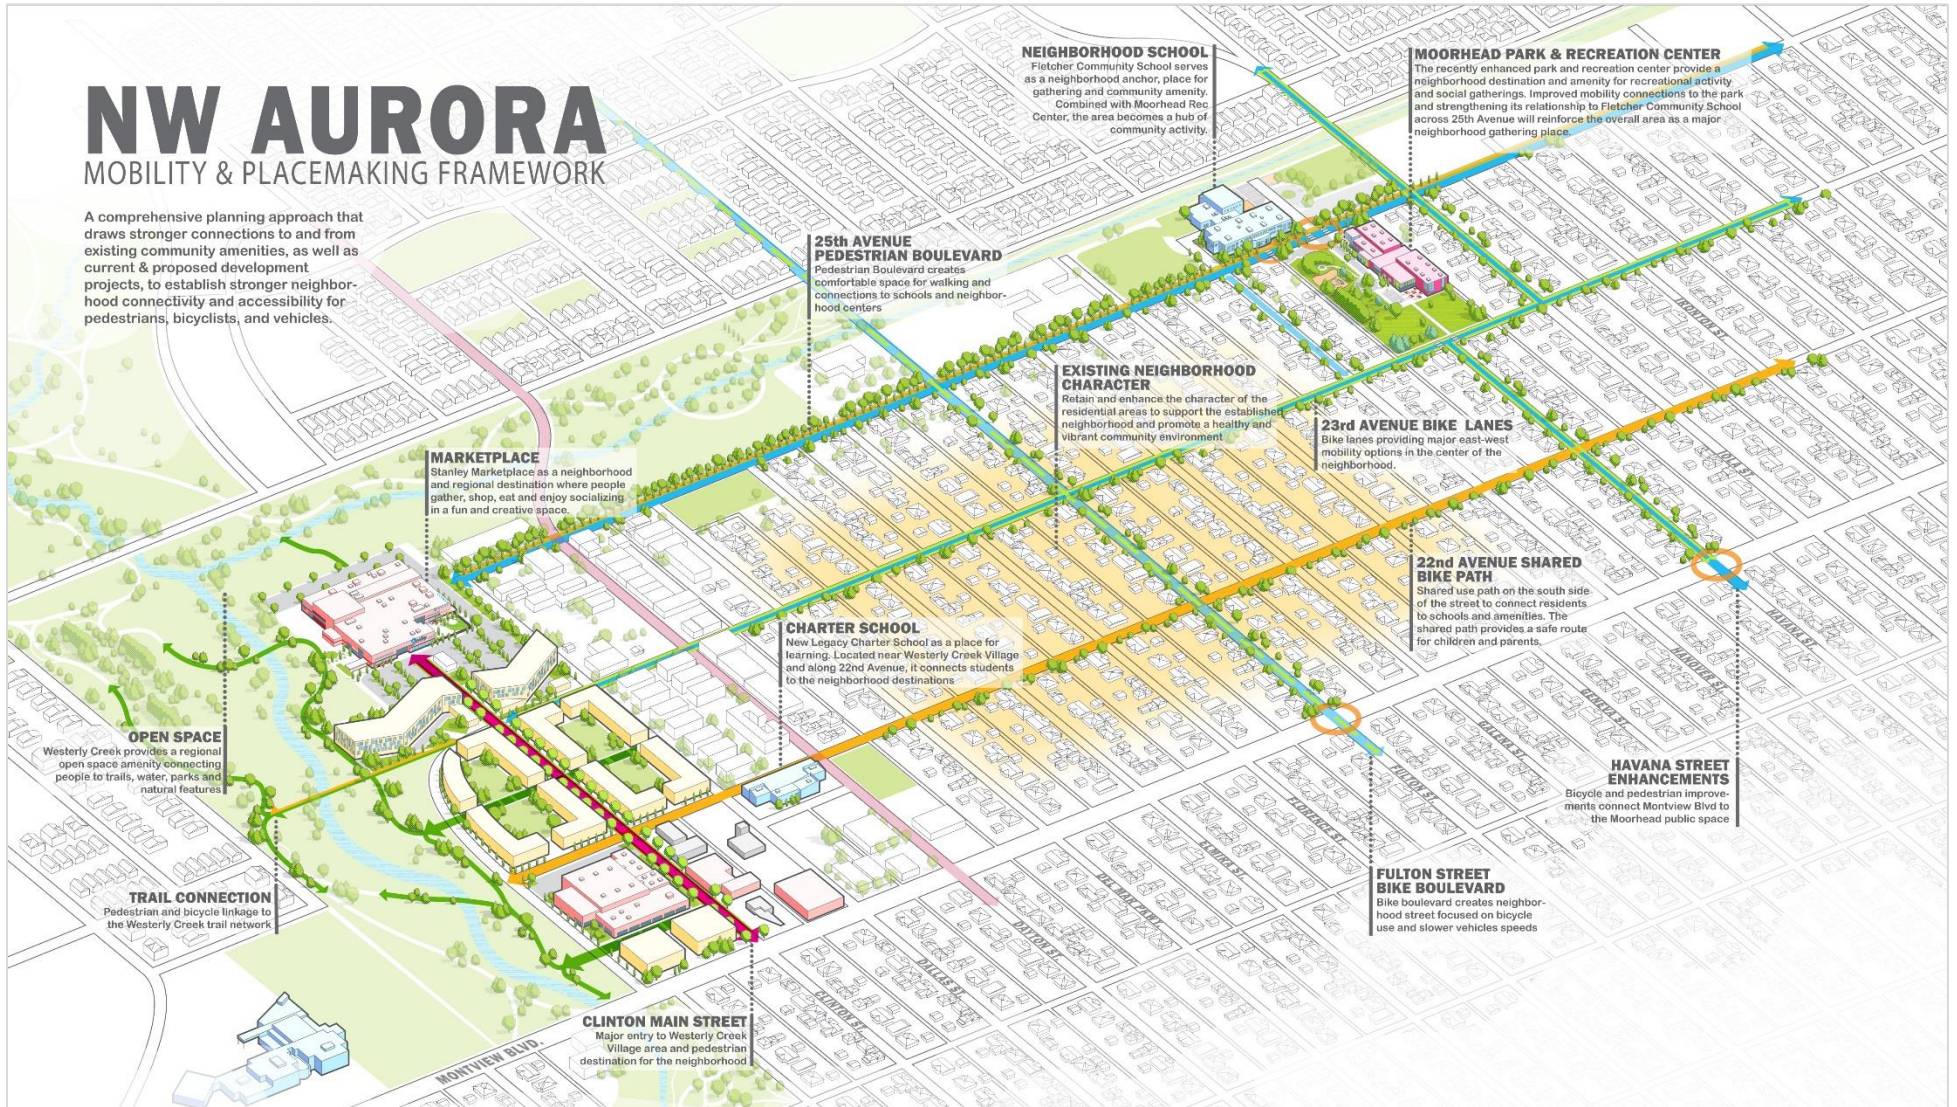 NW AURORA
MOBILITY & PLACEMAKING FRAMEWORK
A comprehensive planning approach that
draws stronger connections to and from
existing community amenities, as well as
current & proposed development
projects, to establish stronger neighbor-
hood connectivity and accessibility for
pedestrians, bicyclists, and vehicles.
NEIGHBORHOOD SCHOOL
Fletcher Community School serves
as a neighborhood anchor, place for
gathering and community amenity.
Combined with Moorhead Rec
Center, the area becomes a hub of
community activity.
MOORHEAD PARK & RECREATION CENTER
The recently enhanced park and recreation center provide a
neighborhood destination and amenity for recreational activity
and social gatherings. Improved mobility connections to the park
and strengthening its relationship to Fletcher Community School
across 25th Avenue will reinforce the overall area as a major
neighborhood gathering place.
25th AVENUE
PEDESTRIAN BOULEVARD
Pedestrian Boulevard creates
comfortable space for walking and
connections to schools and neighbor-
hood centers
EXISTING NEIGHBORHOOD
CHARACTER
Retain and enhance the character of the
residential areas to support the established
neighborhood and promote a healthy and
vibrant community environment
23rd AVENUE BIKE LANES
Bike lanes providing major east-west
mobility options in the center of the
neighborhood.
MARKETPLACE
Stanley Marketplace as a neighborhood
and regional destination where people
gather, shop, eat and enjoy socializing
in a fun and creative space.
22nd AVENUE SHARED
BIKE PATH
Shared use path on the south side
of the street to connect residents
to schools and amenities. The
shared path provides a safe route
for children and parents.
CHARTER SCHOOL
New Legacy Charter School as a place for
learning. Located near Westerly Creek Village
and along 22nd Avenue, it connects students
to the neighborhood destinations
OPEN SPACE
Westerly Creek provides a regional
open space amenity connecting
people to trails, water, parks and
natural features
HAVANA STREET
ENHANCEMENTS
Bicycle and pedestrian improve-
ments connect Montview Blvd to
the Moorhead public space
TRAIL CONNECTION
Pedestrian and bicycle linkage to
the Westerly Creek trail network
FULTON STREET
BIKE BOULEVARD
Bike boulevard creates neighbor-
hood street focused on bicycle
use and slower vehicles speeds
CLINTON MAIN STREET
Major entry to Westerly Creek
Village area and pedestrian
destination for the neighborhood
MONTVIEW BLVD.
CLINTON ST.
DALLAS ST.
DAYTON ST.
DEL MAR PKWY
ELMIRA ST.
FLORENCE ST.
FULTON ST.
GALENA ST.
GENEVA ST.
HANOVER ST.
HAVANA ST.
IOLA ST.
IRONTON ST.